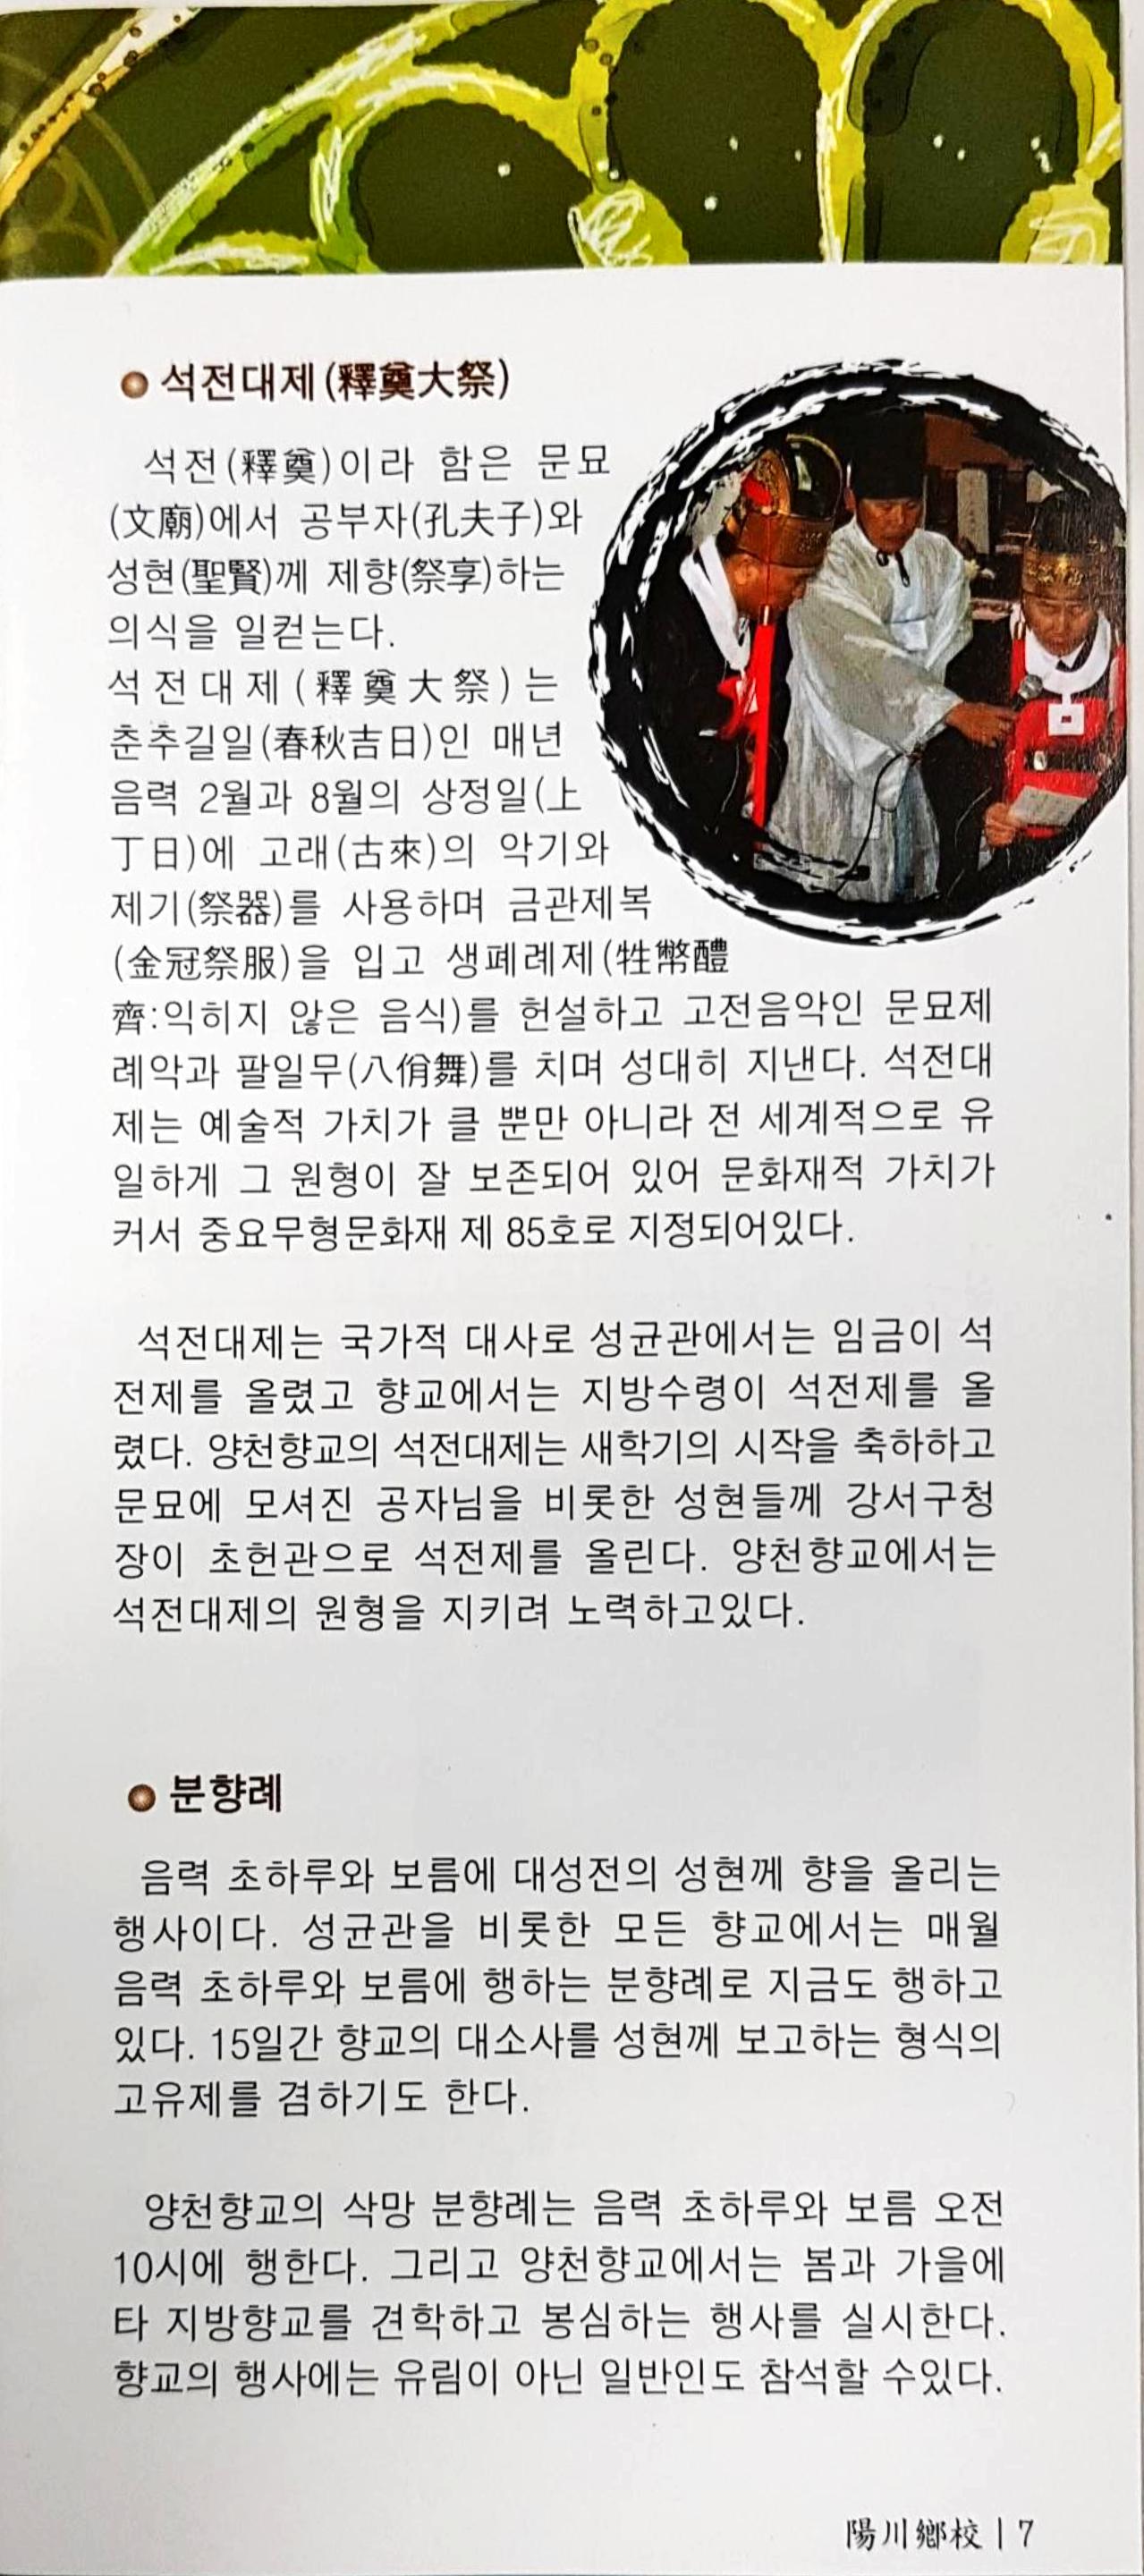 석전대제(釋奠大祭)
석전(釋奠)이라 함은 문묘
(文廟)에서 공부자(孔夫子)와
성현(聖賢)께 제향(祭享)하는
의식을 일컫는다.
석전대제(釋奠大祭)는
춘추길일(春秋吉日)인 매년
음력 2월과 8월의 상정일(上
丁日)에 고래(古來)의 악기와
제기(祭器)를 사용하며 금관제복
(金冠祭服)을 입고 생폐례제(牲幣醴
齊:익히지 않은 음식)를 헌설하고 고전음악인 문묘제
례악과 팔일무(八佾舞)를 치며 성대히 지낸다. 석전대
제는 예술적 가치가 클 뿐만 아니라 전 세계적으로 유
일하게 그 원형이 잘 보존되어 있어 문화재적 가치가
커서 중요무형문화재 제 85호로 지정되어있다.
석전대제는 국가적 대사로 성균관에서는 임금이 석
전제를 올렸고 향교에서는 지방수령이 석전제를 올
렸다. 양천향교의 석전대제는 새학기의 시작을 축하하고
문묘에 모셔진 공자님을 비롯한 성현들께 강서구청
장이 초헌관으로 석전제를 올린다. 양천향교에서는
석전대제의 원형을 지키려 노력하고있다.
분향례
음력 초하루와 보름에 대성전의 성현께 향을 올리는
행사이다. 성균관을 비롯한 모든 향교에서는 매월
음력 초하루와 보름에 행하는 분향례로 지금도 행하고
있다. 15일간 향교의 대소사를 성현께 보고하는 형식의
고유제를 겸하기도 한다.
양천향교의 삭망 분향례는 음력 초하루와 보름 오전
10시에 행한다. 그리고 양천향교에서는 봄과 가을에
타 지방향교를 견학하고 봉심하는 행사를 실시한다.
향교의 행사에는 유림이 아닌 일반인도 참석할 수있다.
陽川鄉校 | 7